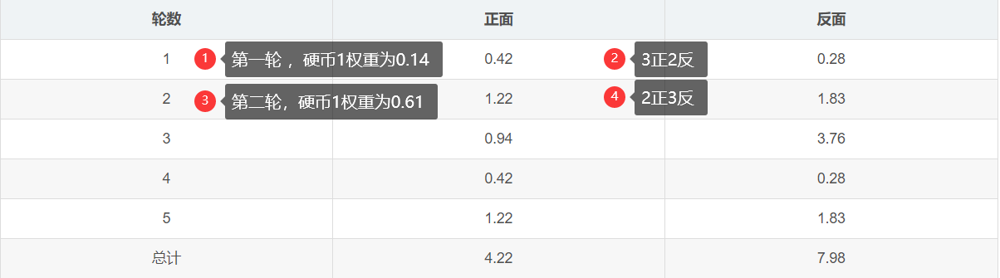 轮数 正面 反面
1 1 第一轮 ，硬币1权重为0.14 0.42 2 3正2反 0.28
2 3 第二轮，硬币1权重为0.61 1.22 4 2正3反 1.83
3 0.94 3.76
4 0.42 0.28
5 1.22 1.83
总计 4.22 7.98